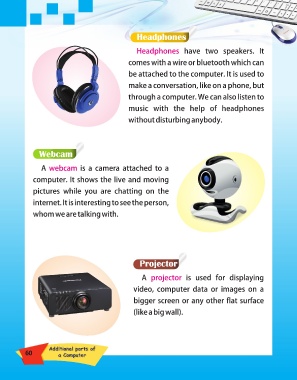 Headphones
Headphones have two speakers. It
comes with a wire or bluetooth which can
be attached to the computer. It is used to
make a conversation, like on a phone, but
through a computer. We can also listen to
music with the help of headphones
without disturbing anybody.
Webcam
A webcam is a camera attached to a
computer. It shows the live and moving
pictures while you are chatting on the
internet. It is interesting to see the person,
whom we are talking with.
Projector
A projector is used for displaying
video, computer data or images on a
bigger screen or any other flat surface
(like a big wall).
60
Additional parts of
a Computer